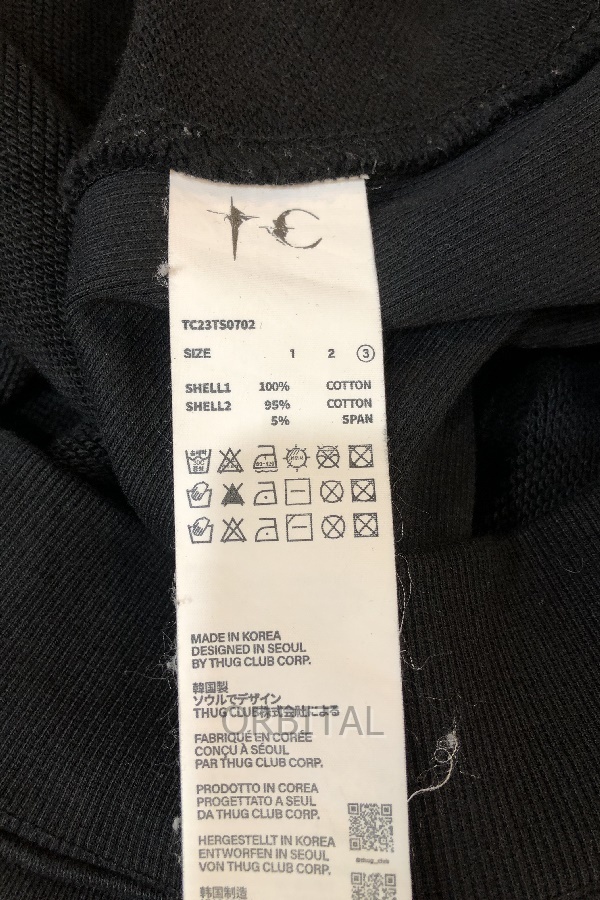 TC23TS0702
SIZE 1 2 3
SHELL1 100% COTTON
SHELL2 95% COTTON
5% SPAN
MADE IN KOREA
DESIGNED IN SEOUL
BY THUG CLUB CORP.
韓国製
ソウルでデザイン
THUG CLUB株式会社による
ORBITAL
FABRIQUÉ EN CORÉE
CONÇU À SÉOUL
PAR THUG CLUB CORP.
PRODOTTO IN COREA
PROGETTATO A SEUL
DA THUG CLUB CORP.
HERGESTELLT IN KOREA
ENTWORFEN IN SEOUL
VON THUG CLUB CORP.
@thug_club
韩国制造